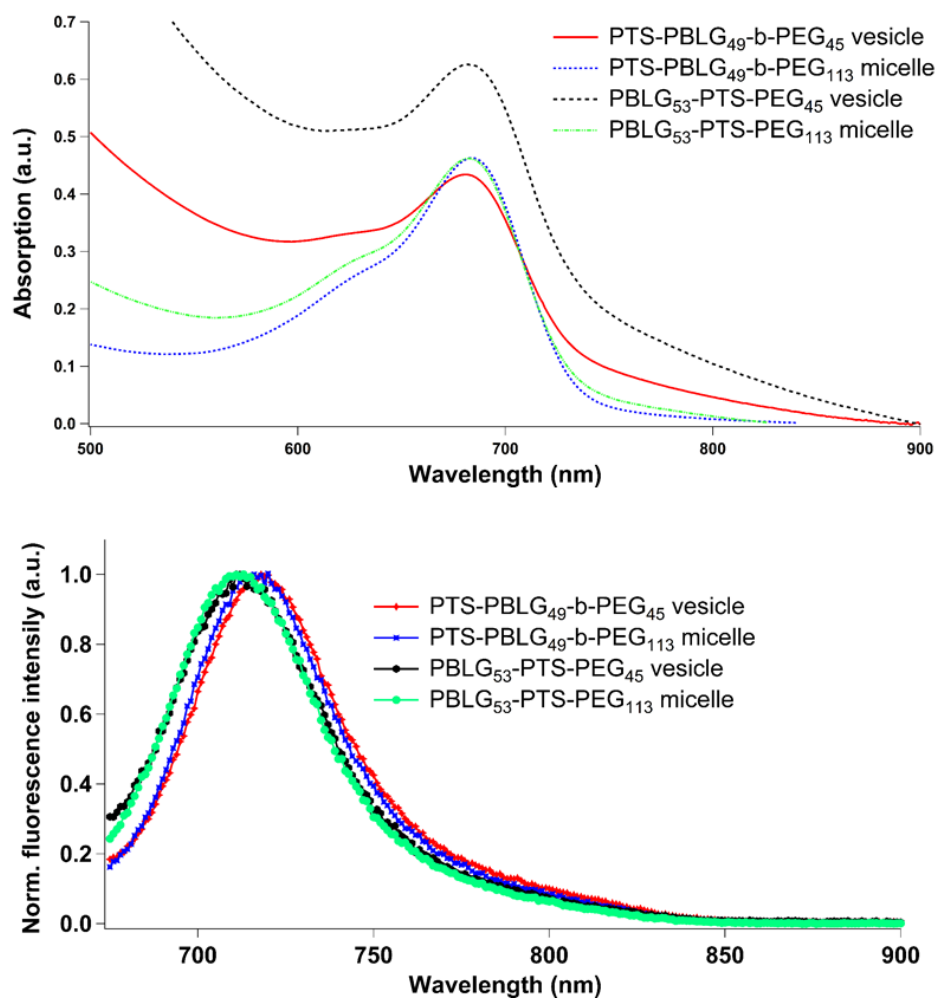 0.7
0.6
0.5
0.4
0.3
0.2
0.1
0.0
Absorption (a.u.)
PTS-PBLG49-b-PEG45 vesicle
PTS-PBLG49-b-PEG113 micelle
PBLG53-PTS-PEG45 vesicle
PBLG53-PTS-PEG113 micelle
500
600
700
800
900
Wavelength (nm)
1.0
0.8
0.6
0.4
0.2
0.0
Norm. fluorescence intensity (a.u.)
PTS-PBLG49-b-PEG45 vesicle
PTS-PBLG49-b-PEG113 micelle
PBLG53-PTS-PEG45 vesicle
PBLG53-PTS-PEG113 micelle
700
750
800
850
900
Wavelength (nm)